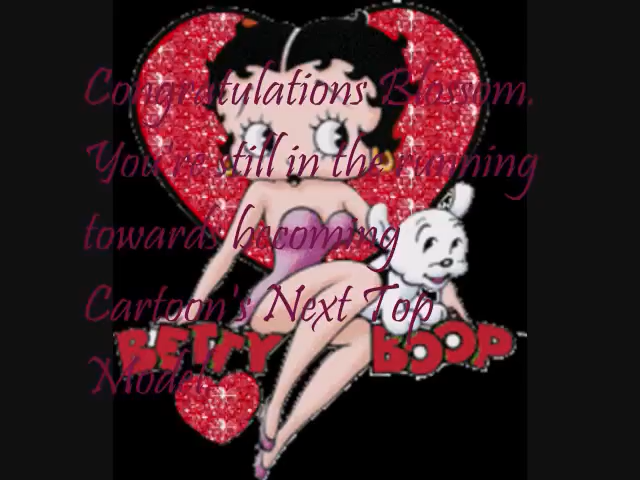 Congratulations Blossom.
You're still in the running
towards becoming
Cartoon's Next Top
BETTY BOOP
Model.